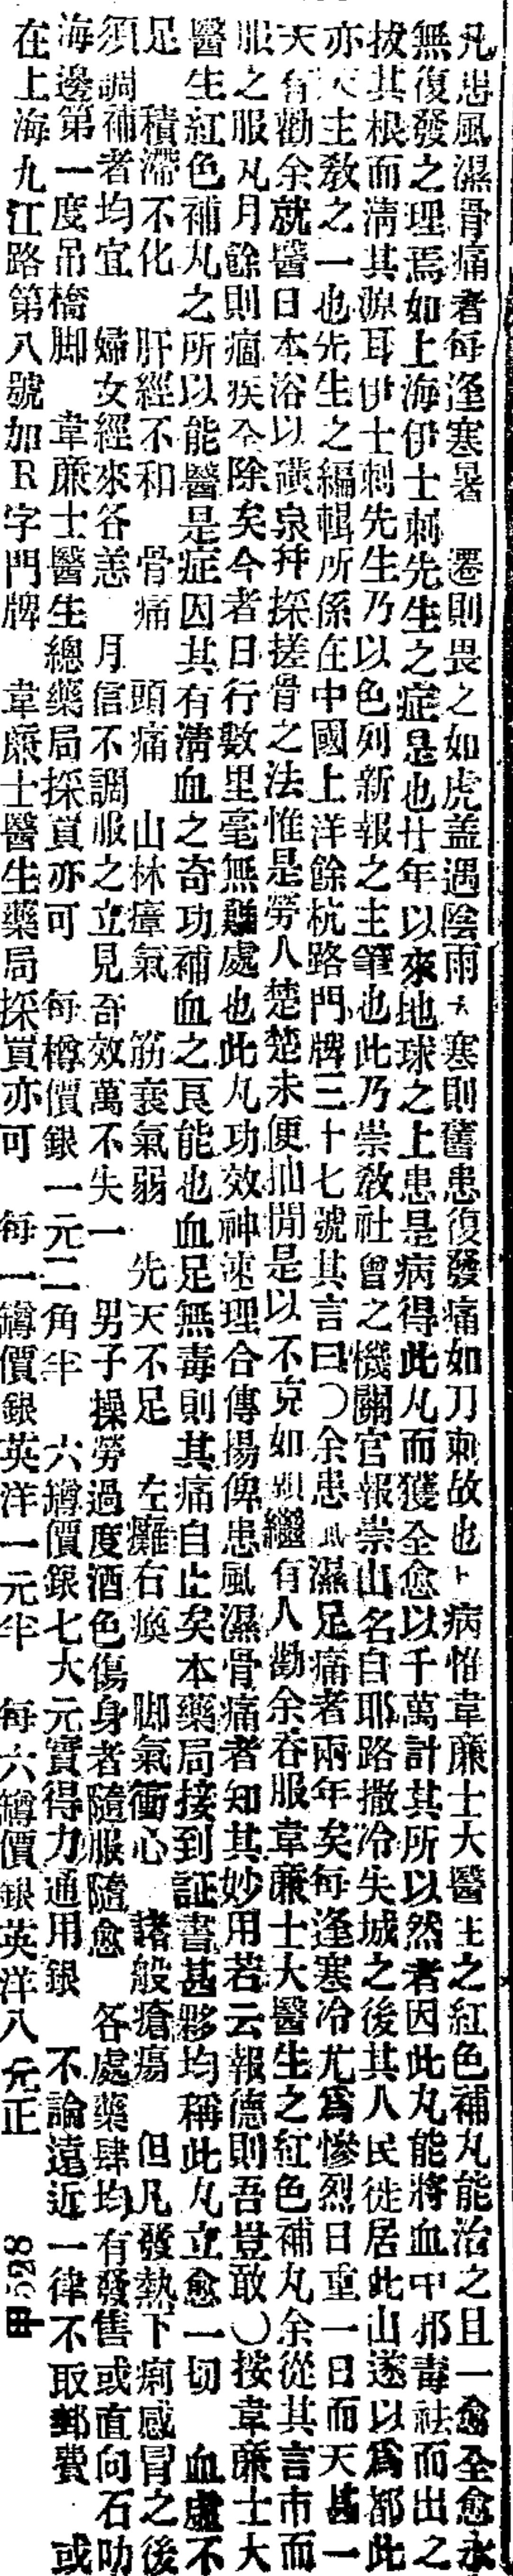 凡患風濕骨痛者每逢寒暑 遷則畏之如虎盖遇陰雨 寒則舊患復發痛如刀刺故也 病惟韋廉士大醫生之紅色補丸能治之且一愈全愈永
無復發之理焉如上海伊士刺先生之症是也廿年以來地球之上患是病得此丸而獲全愈以千萬計其所以然者因此丸能將血中邪毒祛而出之
拔其根而淸其源耳伊士刺先生乃以色列新報之主筆也此乃崇敎社曾之機關官報崇山名自耶路撒冷失城之後其人民徙居此山遂以爲都此
亦天主敎之一也先生之編輯所係在中國上洋餘杭路門牌三十七號其言曰〇余患風濕足痛者兩年矣每逢寒冷尤爲慘烈日重一日而天甚一
天有勸余就醫日本浴以磺泉并探搓骨之法惟是勞人楚楚未便抽閒是以不克如願繼有人勸余吞服韋廉士大醫生之紅色補丸余從其言市而
服之服凡月餘則痼疾全除矣今者日行數里毫無難處也此丸功效神速理合傳揚俾患風濕骨痛者知其妙用若云報德則吾豈敢〇按韋廉士大
醫生紅色補丸之所以能醫是症因其有淸血之奇功補血之良能也血足無毒則其痛自止矣本藥局接到証書甚夥均稱此丸立愈一切 血虛不
足 積滯不化 肝經不和 骨痛 頭痛 山林瘴氣 筋衰氣弱 先天不足 左癱右瘓 脚氣衝心 諸般瘡瘍 但凡發熱下痢感冒之後
須調補者均宜 婦女經來各恙 月信不調服之立見奇效萬不失一 男子操勞過度酒色傷身者隨服隨愈 各處藥肆均有發售或直向石叻
海邊第一度吊橋脚 韋廉士醫生總藥局採買亦可 每樽價銀一元二角半 六罇價銀七大元實得力通用銀 不論遠近一律不取郵費 或
在上海九江路第八號加R字門牌 韋廉士醫生藥局採買亦可 每一罇價銀英洋一元半 每六罇價銀英洋八元正 甲528